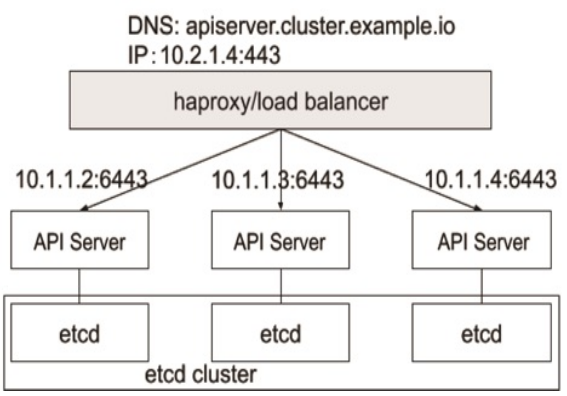 DNS: apiserver.cluster.example.io
IP:10.2.1.4:443
haproxy/load balancer
10.1.1.2:6443
10.1.1.3:6443
10.1.1.4:6443
API Server
API Server
API Server
etcd
etcd
etcd
etcd cluster